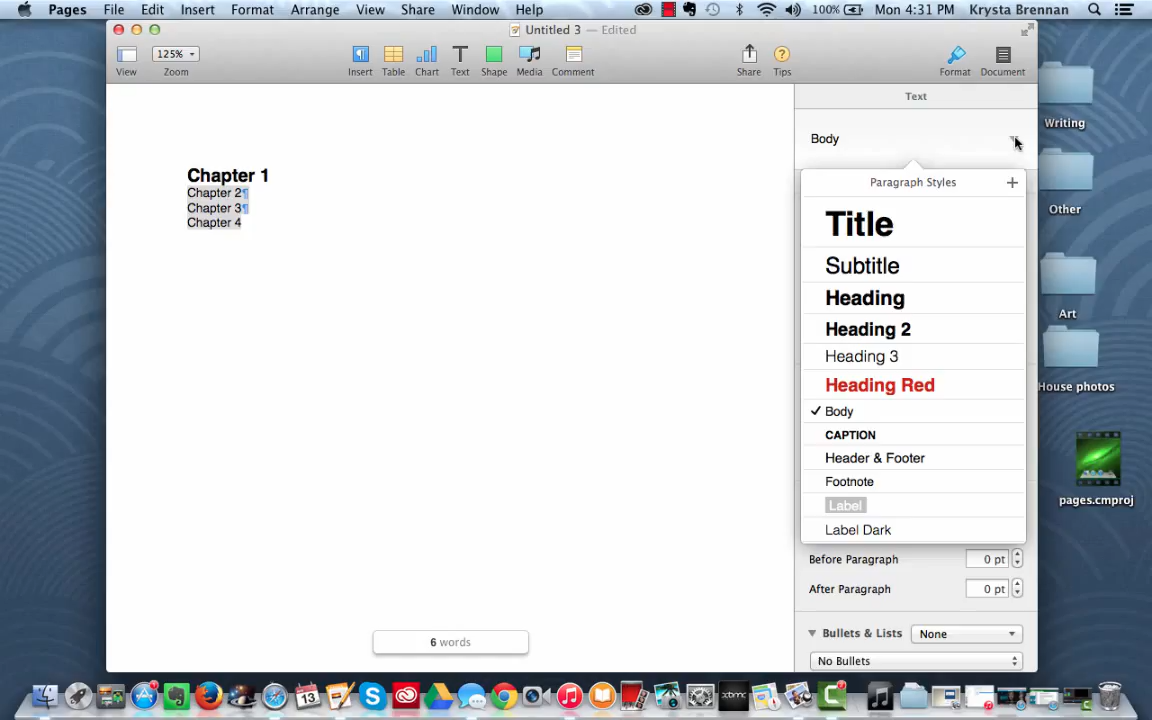 Pages File Edit Insert Format Arrange View Share Window Help 100% Mon 4:31 PM Krysta Brennan
Untitled 3 — Edited
125%
View Zoom Insert Table Chart Text Shape Media Comment Share Tips Format Document
Text
Body
Chapter 1
Chapter 2¶
Chapter 3¶
Chapter 4
Paragraph Styles
Title
Subtitle
Heading
Heading 2
Heading 3
Heading Red
Body
CAPTION
Header & Footer
Footnote
Label
Label Dark
Before Paragraph 0 pt
After Paragraph 0 pt
Bullets & Lists None
No Bullets
6 words
Writing
Other
Art
House photos
pages.cmproj
13
xbmc